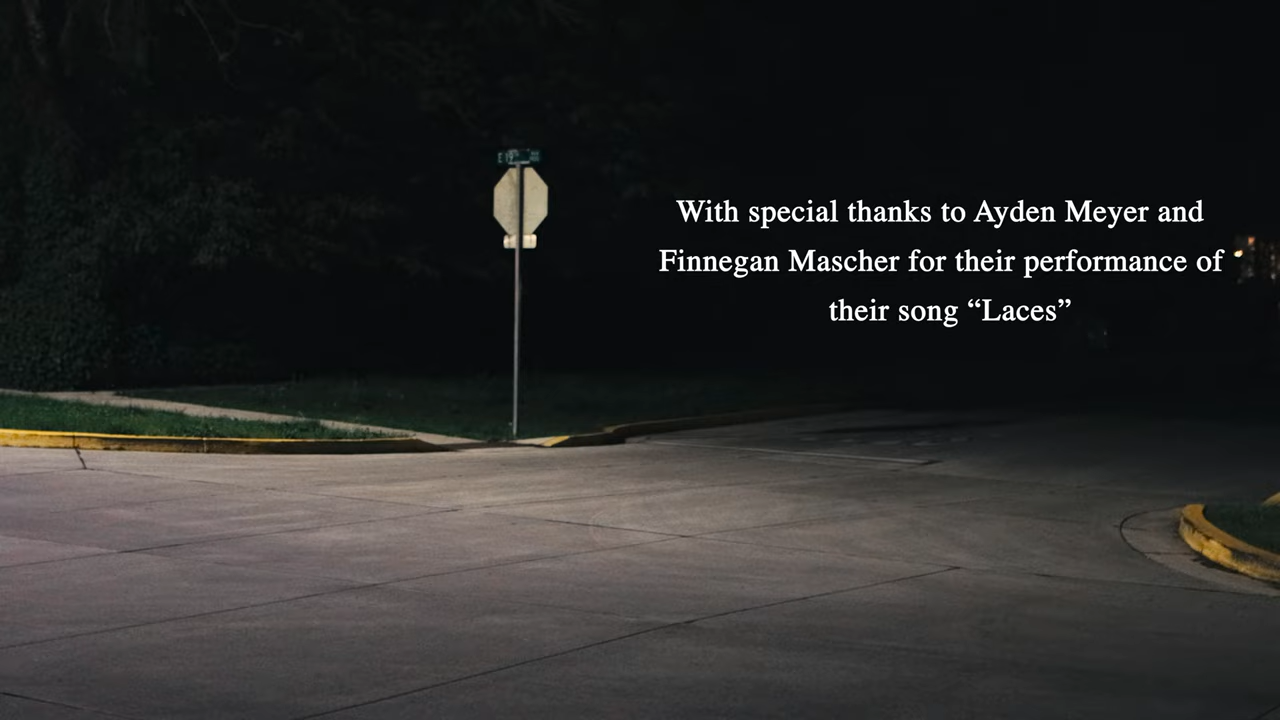 With special thanks to Ayden Meyer and
Finnegan Mascher for their performance of
their song “Laces”